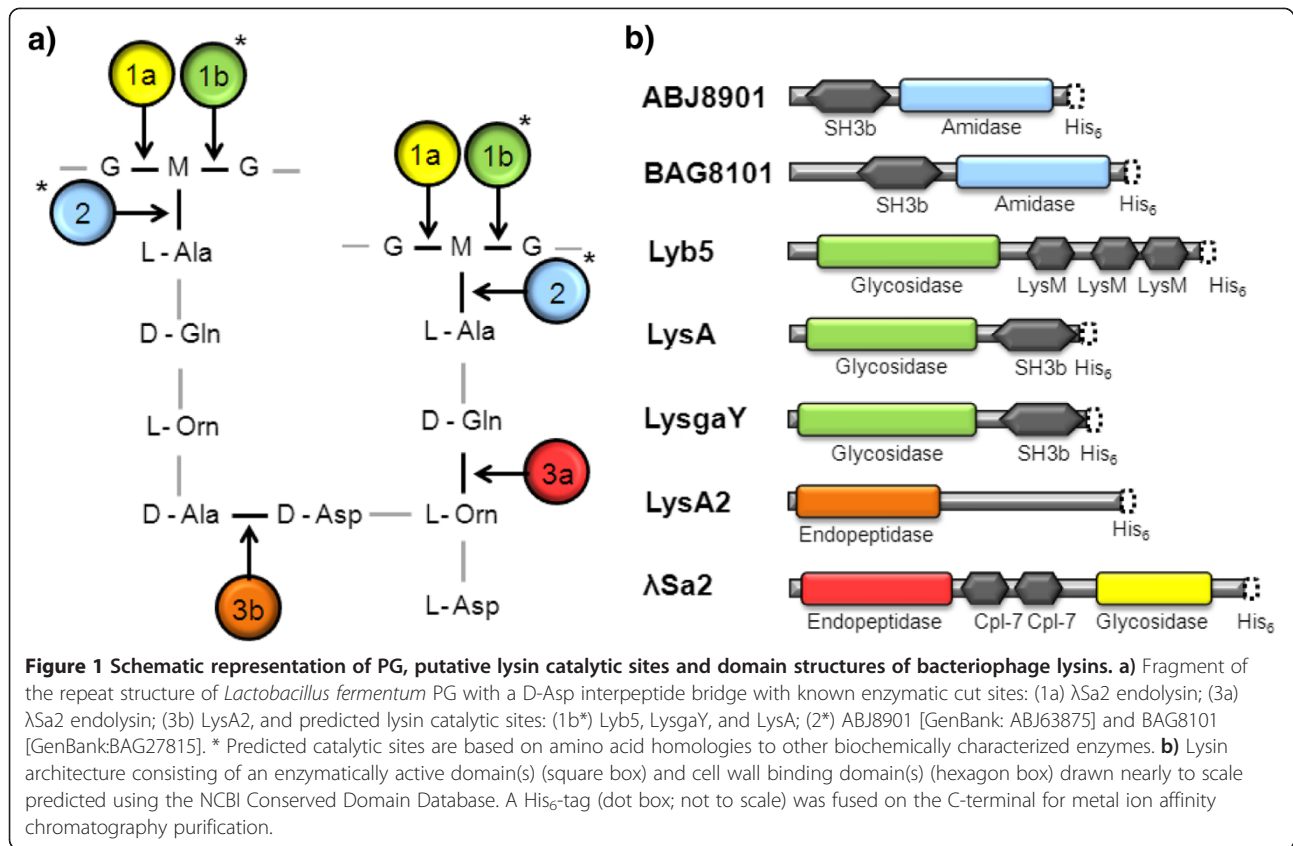 a)
1a 1b *
G M G
* 2
L - Ala
D - Gln
L- Orn
D - Ala D - Asp L - Orn
3b
L-Asp
1a 1b *
G M G
2 *
L - Ala
D - Gln
3a
b)
ABJ8901
SH3b Amidase His6
BAG8101
SH3b Amidase His6
Lyb5
Glycosidase LysM LysM LysM His6
LysA
Glycosidase SH3b His6
LysgaY
Glycosidase SH3b His6
LysA2
Endopeptidase His6
λSa2
Endopeptidase Cpl-7 Cpl-7 Glycosidase His6
Figure 1 Schematic representation of PG, putative lysin catalytic sites and domain structures of bacteriophage lysins. a) Fragment of
the repeat structure of Lactobacillus fermentum PG with a D-Asp interpeptide bridge with known enzymatic cut sites: (1a) λSa2 endolysin; (3a)
λSa2 endolysin; (3b) LysA2, and predicted lysin catalytic sites: (1b*) Lyb5, LysgaY, and LysA; (2*) ABJ8901 [GenBank: ABJ63875] and BAG8101
[GenBank:BAG27815]. * Predicted catalytic sites are based on amino acid homologies to other biochemically characterized enzymes. b) Lysin
architecture consisting of an enzymatically active domain(s) (square box) and cell wall binding domain(s) (hexagon box) drawn nearly to scale
predicted using the NCBI Conserved Domain Database. A His6-tag (dot box; not to scale) was fused on the C-terminal for metal ion affinity
chromatography purification.